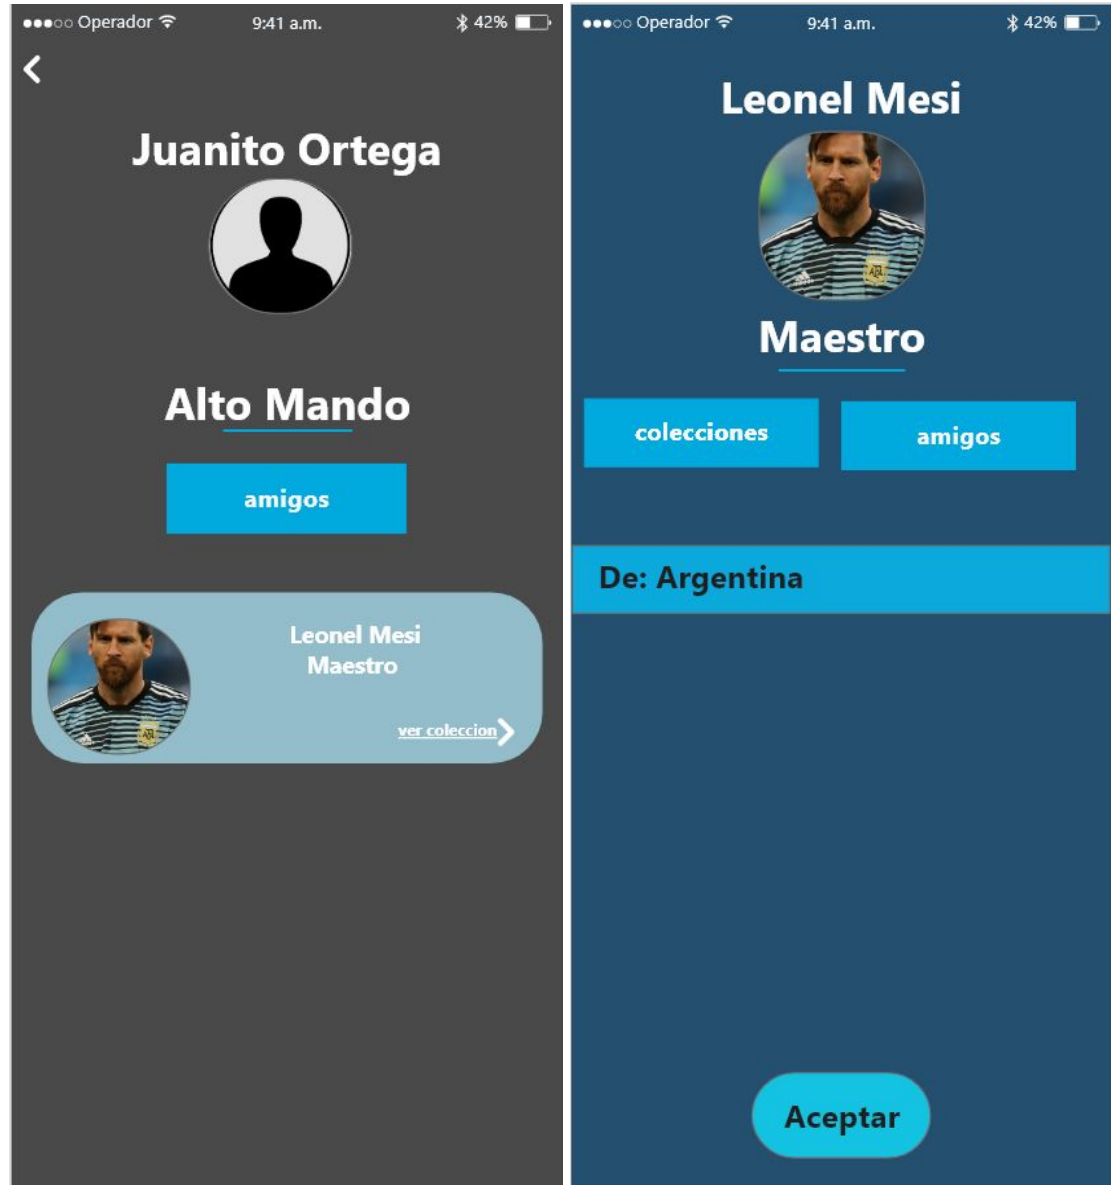 Operador
9:41 a.m.
42%
Juanito Ortega
Alto Mando
amigos
Leonel Mesi
Maestro
ver coleccion
Operador
9:41 a.m.
42%
Leonel Mesi
Maestro
colecciones
amigos
De: Argentina
Aceptar